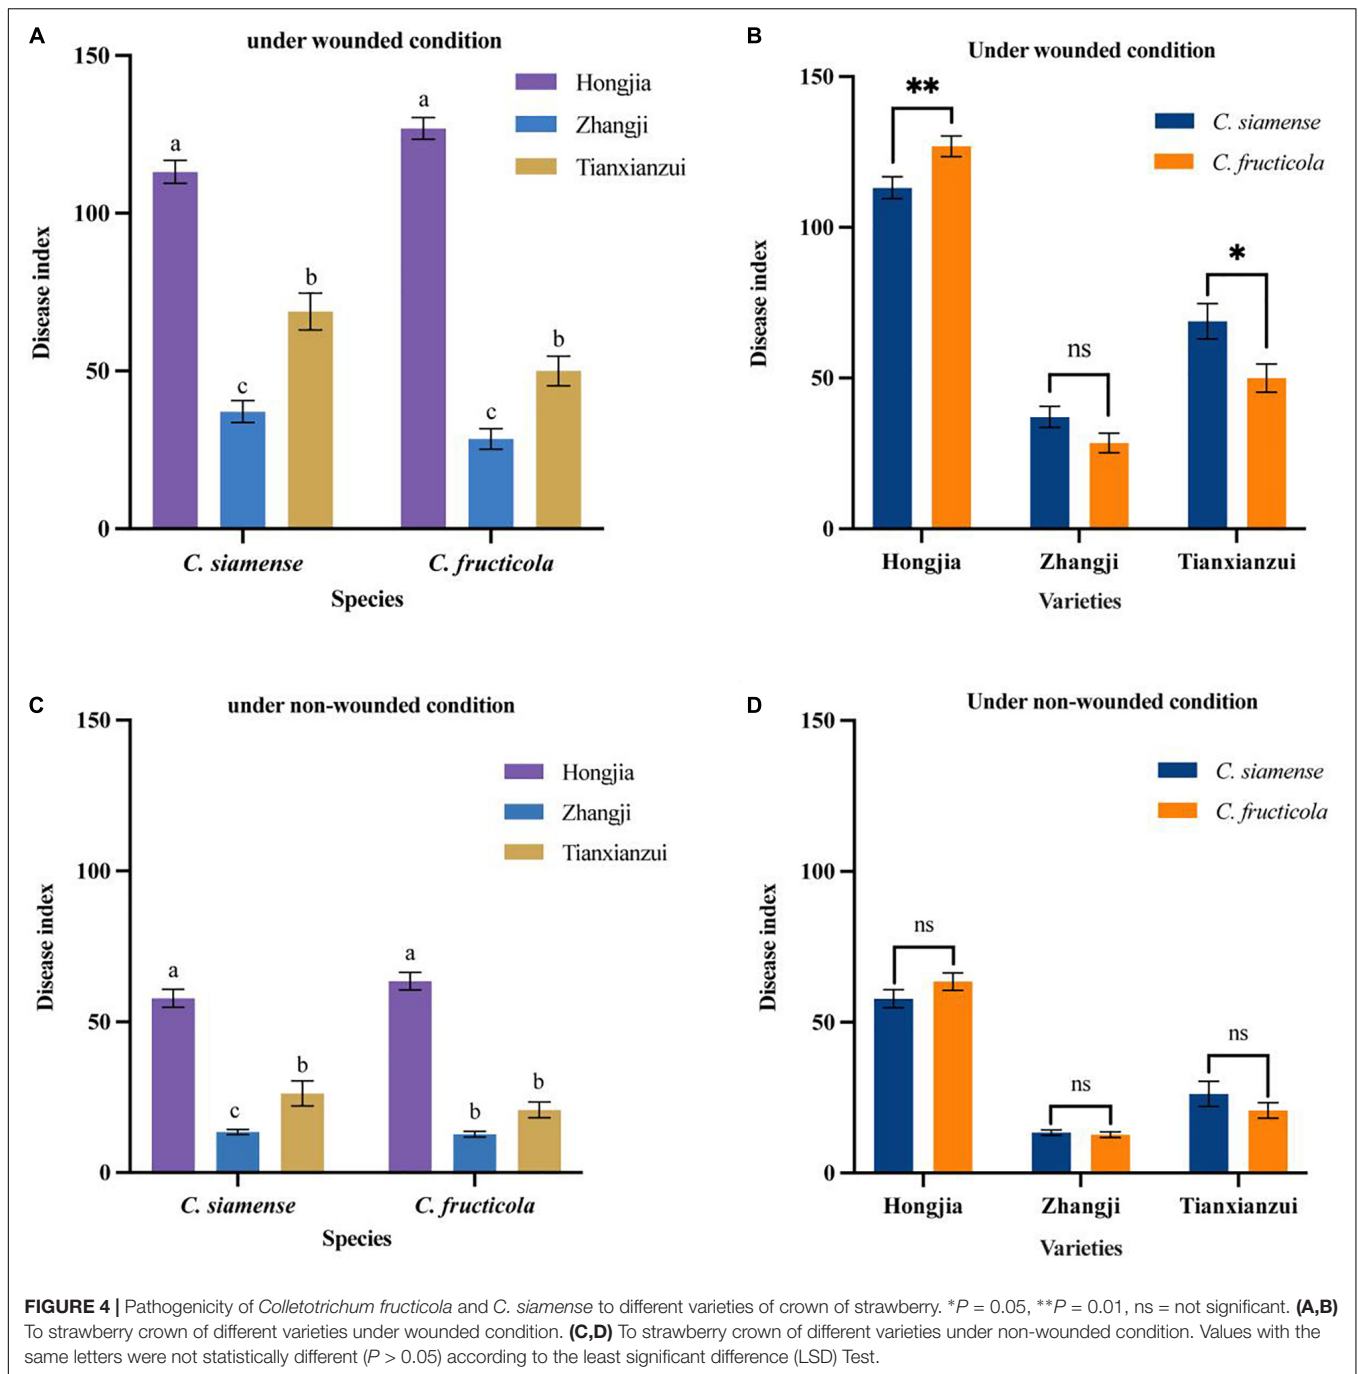 A
under wounded condition
150
100
50
0
Disease index
Hongjia
Zhangji
Tianxianzui
a
c
b
a
c
b
C. siamense
C. fructicola
Species
B
Under wounded condition
150
100
50
0
Disease index
C. siamense
C. fructicola
**
ns
*
Hongjia
Zhangji
Tianxianzui
Varieties
C
under non-wounded condition
150
100
50
0
Disease index
Hongjia
Zhangji
Tianxianzui
a
c
b
a
b
b
C. siamense
C. fructicola
Species
D
Under non-wounded condition
150
100
50
0
Disease index
C. siamense
C. fructicola
ns
ns
ns
Hongjia
Zhangji
Tianxianzui
Varieties
FIGURE 4 | Pathogenicity of Colletotrichum fructicola and C. siamense to different varieties of crown of strawberry. *P = 0.05, **P = 0.01, ns = not significant. (A,B)
To strawberry crown of different varieties under wounded condition. (C,D) To strawberry crown of different varieties under non-wounded condition. Values with the
same letters were not statistically different (P > 0.05) according to the least significant difference (LSD) Test.